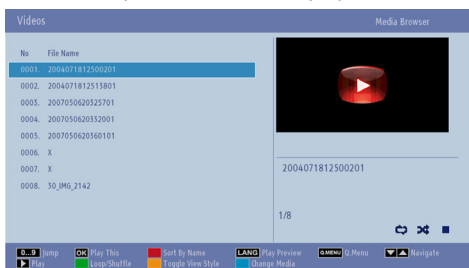 Videos Media Browser
No File Name
0001. 2004071812500201
0002. 2004071812513801
0003. 2007050620325701
0004. 2007050620332001
0005. 2007050620360101
0006. X
0007. X
0008. 30_IMG_2142
2004071812500201
1/8
0...9 Jump OK Play This Sort By Name LANG Play Preview Q.MENU Q.Menu Navigate
Play Loop/Shuffle Toggle View Style Change Media